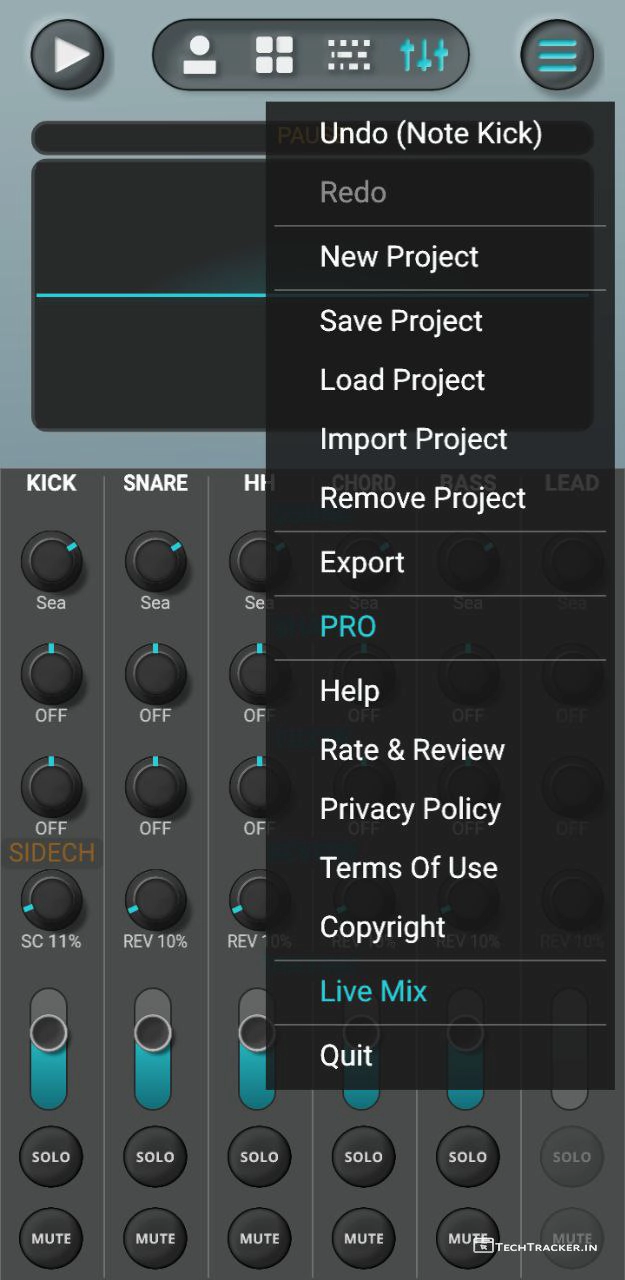 PAUSE
Undo (Note Kick)
Redo
New Project
Save Project
Load Project
Import Project
Remove Project
Export
PRO
Help
Rate & Review
Privacy Policy
Terms Of Use
Copyright
Live Mix
Quit
KICK SNARE HH CHORD BASS LEAD
Sea Sea Sea Sea Sea Sea
OFF OFF OFF OFF OFF OFF
OFF OFF OFF OFF OFF OFF
SIDECH
SC 11% REV 10% REV 10% REV 10% REV 10% REV 10%
SOLO SOLO SOLO SOLO SOLO SOLO
MUTE MUTE MUTE MUTE MUTE MUTE
TECHTRACKER.IN